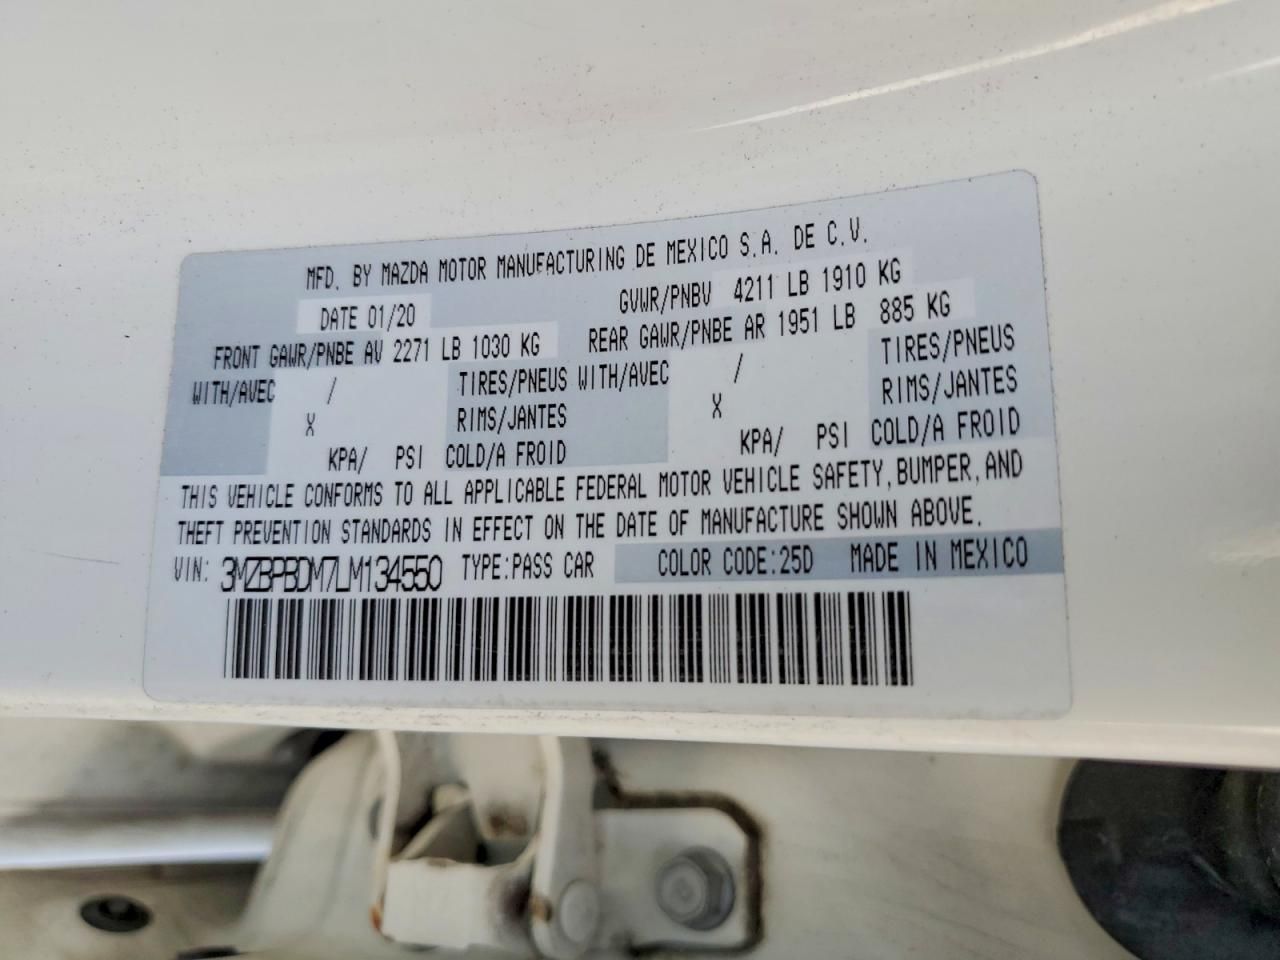 MFD. BY MAZDA MOTOR MANUFACTURING DE MEXICO S.A. DE C.V.
DATE 01/20 GVWR/PNBV 4211 LB 1910 KG
FRONT GAWR/PNBE AV 2271 LB 1030 KG REAR GAWR/PNBE AR 1951 LB 885 KG
WITH/AVEC / TIRES/PNEUS WITH/AVEC / TIRES/PNEUS
X RIMS/JANTES X RIMS/JANTES
KPA/ PSI COLD/A FROID KPA/ PSI COLD/A FROID
THIS VEHICLE CONFORMS TO ALL APPLICABLE FEDERAL MOTOR VEHICLE SAFETY, BUMPER, AND
THEFT PREVENTION STANDARDS IN EFFECT ON THE DATE OF MANUFACTURE SHOWN ABOVE.
VIN: 3MZBPBDM7LM134550 TYPE:PASS CAR COLOR CODE:25D MADE IN MEXICO